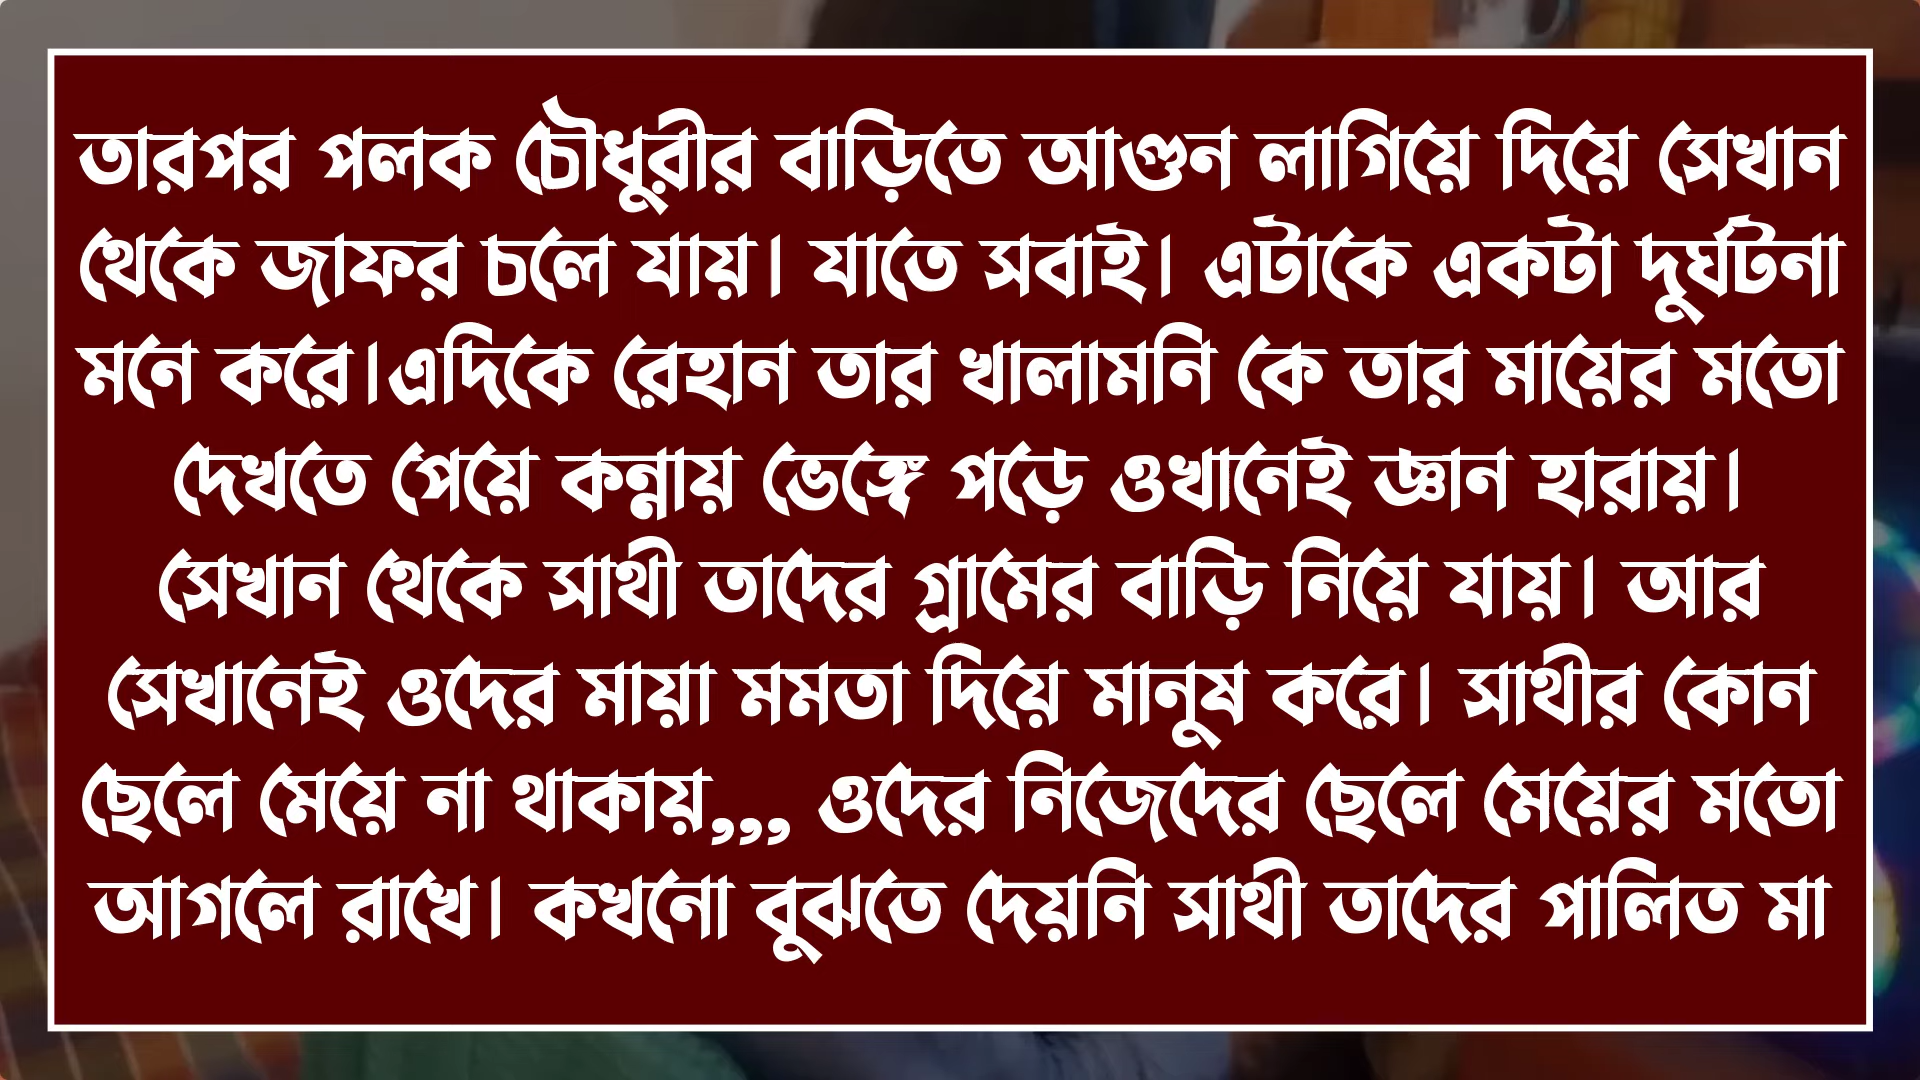 তারপর পলক চৌধুরীর বাড়িতে আগুন লাগিয়ে দিয়ে সেখান
থেকে জাফর চলে যায়। যাতে সবাই। এটাকে একটা দুর্ঘটনা
মনে করে।এদিকে রেহান তার খালামনি কে তার মায়ের মতো
দেখতে পেয়ে কন্নায় ভেঙ্গে পড়ে ওখানেই জ্ঞান হারায়।
সেখান থেকে সাথী তাদের গ্রামের বাড়ি নিয়ে যায়। আর
সেখানেই ওদের মায়া মমতা দিয়ে মানুষ করে। সাথীর কোন
ছেলে মেয়ে না থাকায়,,, ওদের নিজেদের ছেলে মেয়ের মতো
আগলে রাখে। কখনো বুঝতে দেয়নি সাথী তাদের পালিত মা